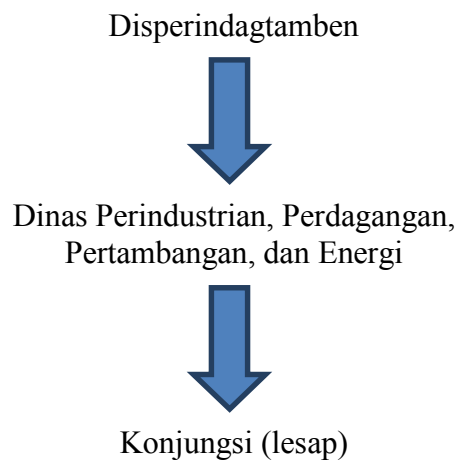 Disperindagtamben
Dinas Perindustrian, Perdagangan,
Pertambangan, dan Energi
Konjungsi (lesap)